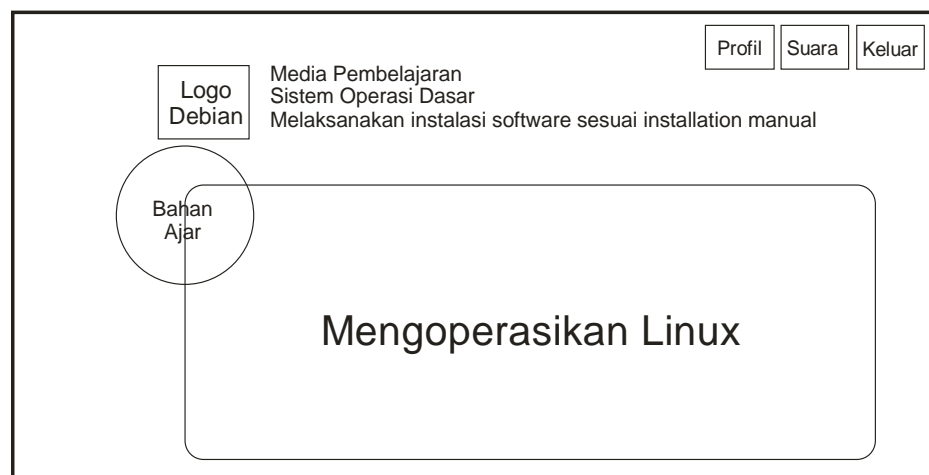 Profil
Suara
Keluar
Logo
Debian
Media Pembelajaran
Sistem Operasi Dasar
Melaksanakan instalasi software sesuai installation manual
Bahan
Ajar
Mengoperasikan Linux